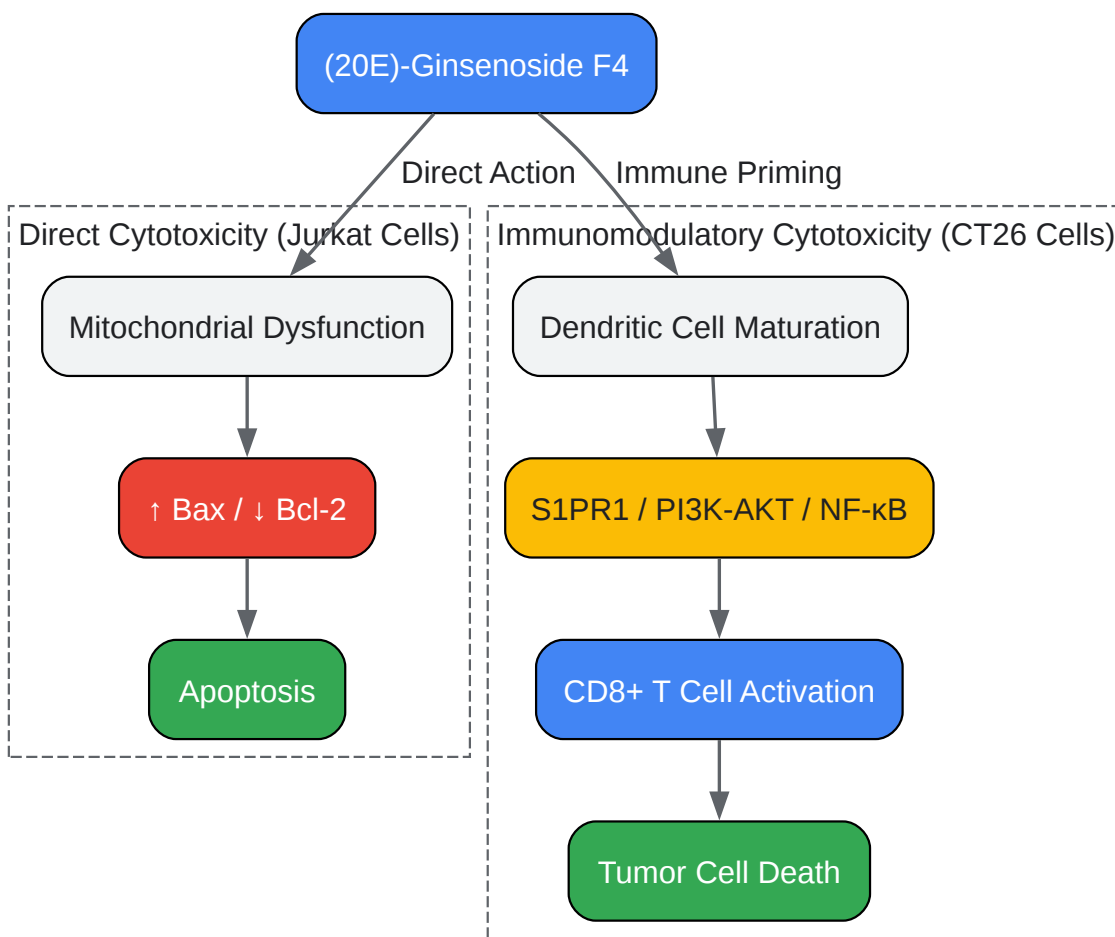 (20E)-Ginsenoside F4
Direct Action
Immune Priming
Direct Cytotoxicity (Jurkat Cells)
Immunomodulatory Cytotoxicity (CT26 Cells)
Mitochondrial Dysfunction
Dendritic Cell Maturation
↑ Bax / ↓ Bcl-2
S1PR1 / PI3K-AKT / NF-κB
Apoptosis
CD8+ T Cell Activation
Tumor Cell Death